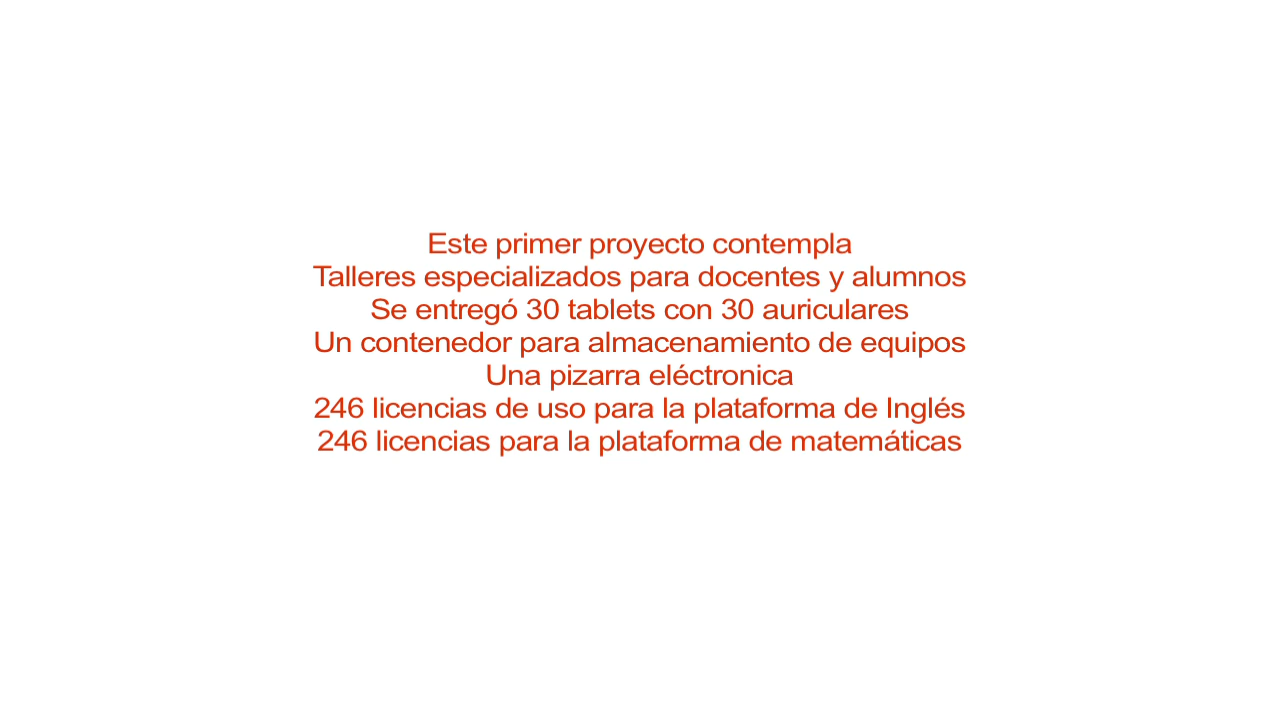 Este primer proyecto contempla
Talleres especializados para docentes y alumnos
Se entregó 30 tablets con 30 auriculares
Un contenedor para almacenamiento de equipos
Una pizarra eléctronica
246 licencias de uso para la plataforma de Inglés
246 licencias para la plataforma de matemáticas